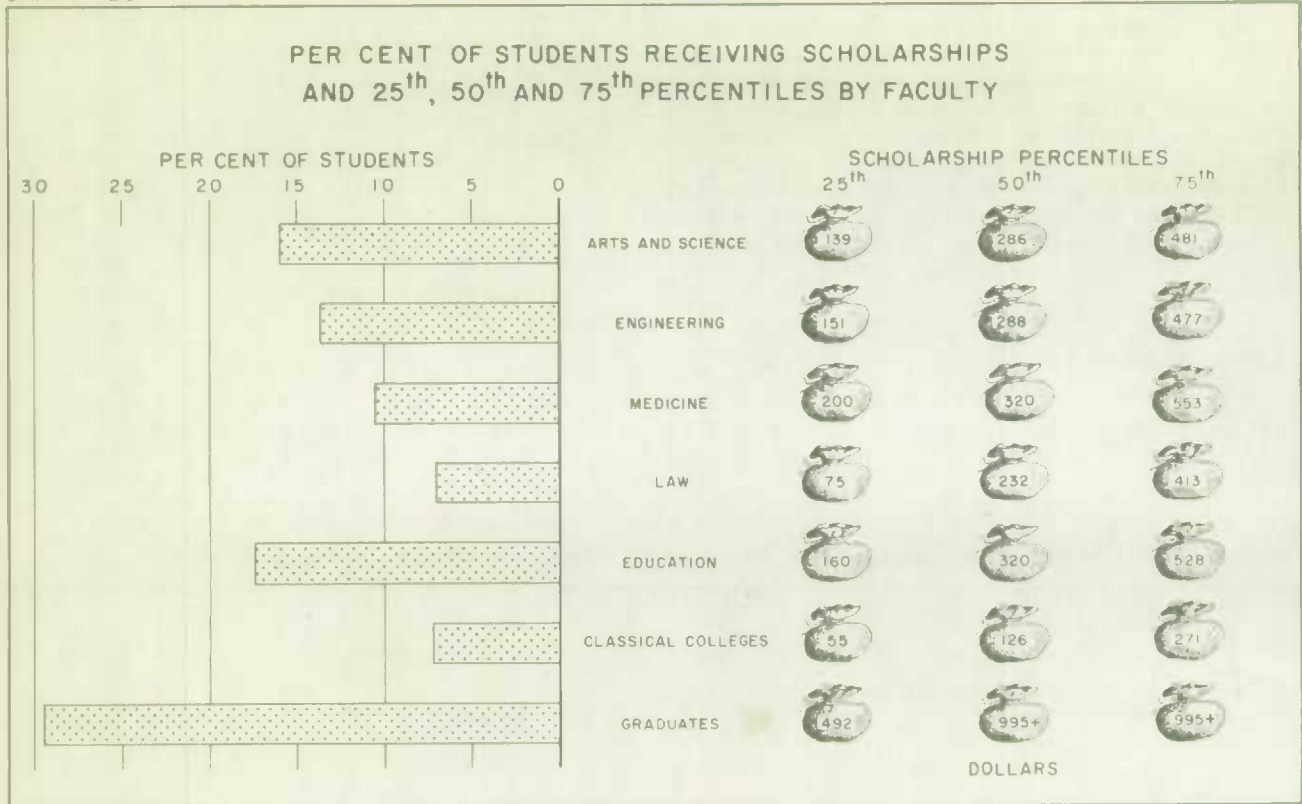 PER CENT OF STUDENTS RECEIVING SCHOLARSHIPS
AND 25th, 50th AND 75th PERCENTILES BY FACULTY
PER CENT OF STUDENTS
30 25 20 15 10 5 0
SCHOLARSHIP PERCENTILES
25th 50th 75th
ARTS AND SCIENCE 139 286 481
ENGINEERING 151 288 477
MEDICINE 200 320 553
LAW 75 232 413
EDUCATION 160 320 528
CLASSICAL COLLEGES 55 126 271
GRADUATES 492 995+ 995+
DOLLARS